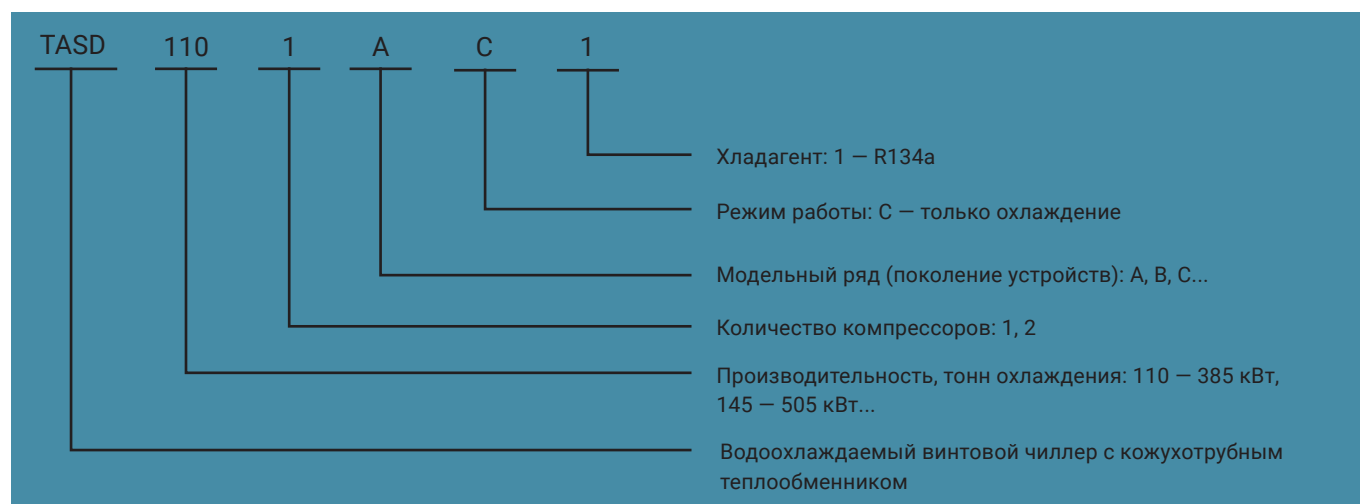 TASD 110 1 A C 1
Хладагент: 1 — R134a
Режим работы: C — только охлаждение
Модельный ряд (поколение устройств): A, B, C...
Количество компрессоров: 1, 2
Производительность, тонн охлаждения: 110 — 385 кВт,
145 — 505 кВт...
Водоохлаждаемый винтовой чиллер с кожухотрубным
теплообменником